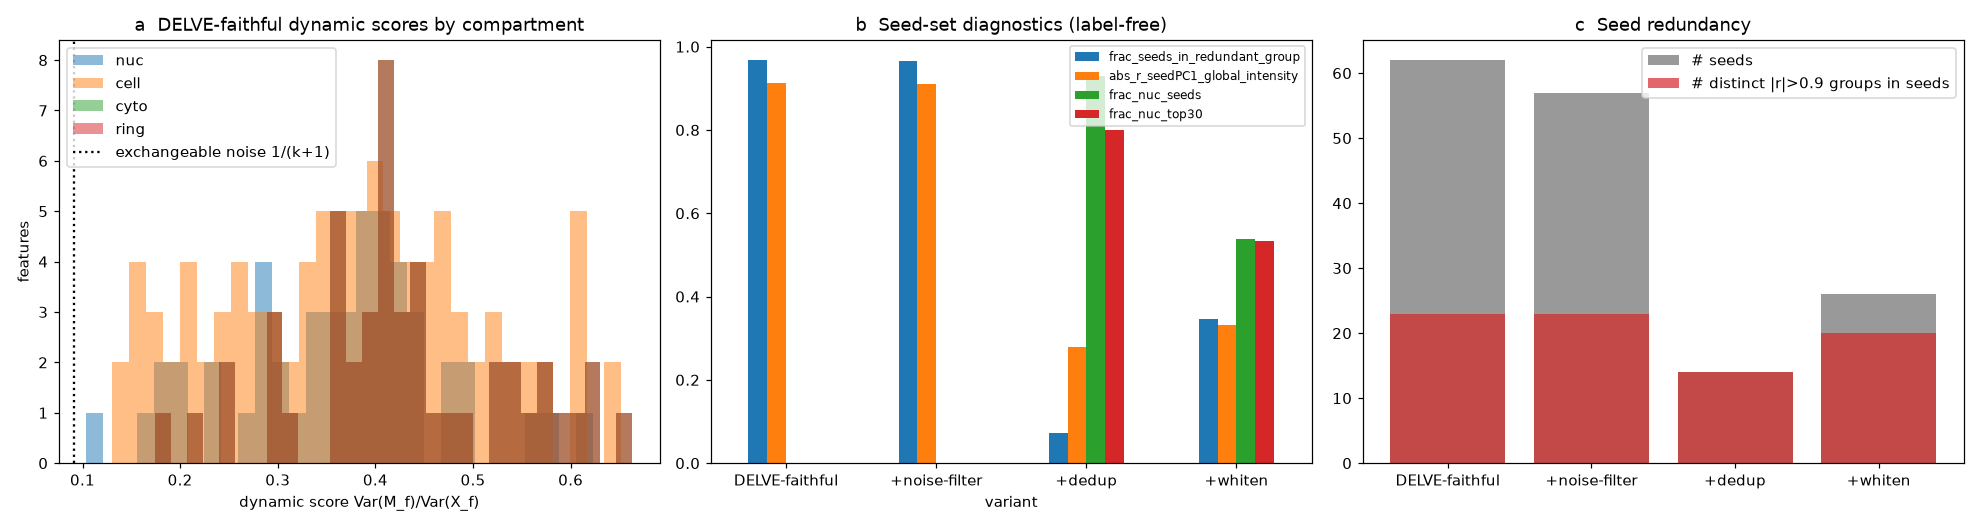 a  DELVE-faithful dynamic scores by compartment
nuc
cell
cyto
ring
exchangeable noise 1/(k+1)
8
7
6
5
4
3
2
1
0
features
0.1 0.2 0.3 0.4 0.5 0.6
dynamic score Var(M_f)/Var(X_f)
b  Seed-set diagnostics (label-free)
frac_seeds_in_redundant_group
abs_r_seedPC1_global_intensity
frac_nuc_seeds
frac_nuc_top30
1.0
0.8
0.6
0.4
0.2
0.0
DELVE-faithful +noise-filter +dedup +whiten
variant
c  Seed redundancy
# seeds
# distinct |r|>0.9 groups in seeds
60
50
40
30
20
10
0
DELVE-faithful +noise-filter +dedup +whiten